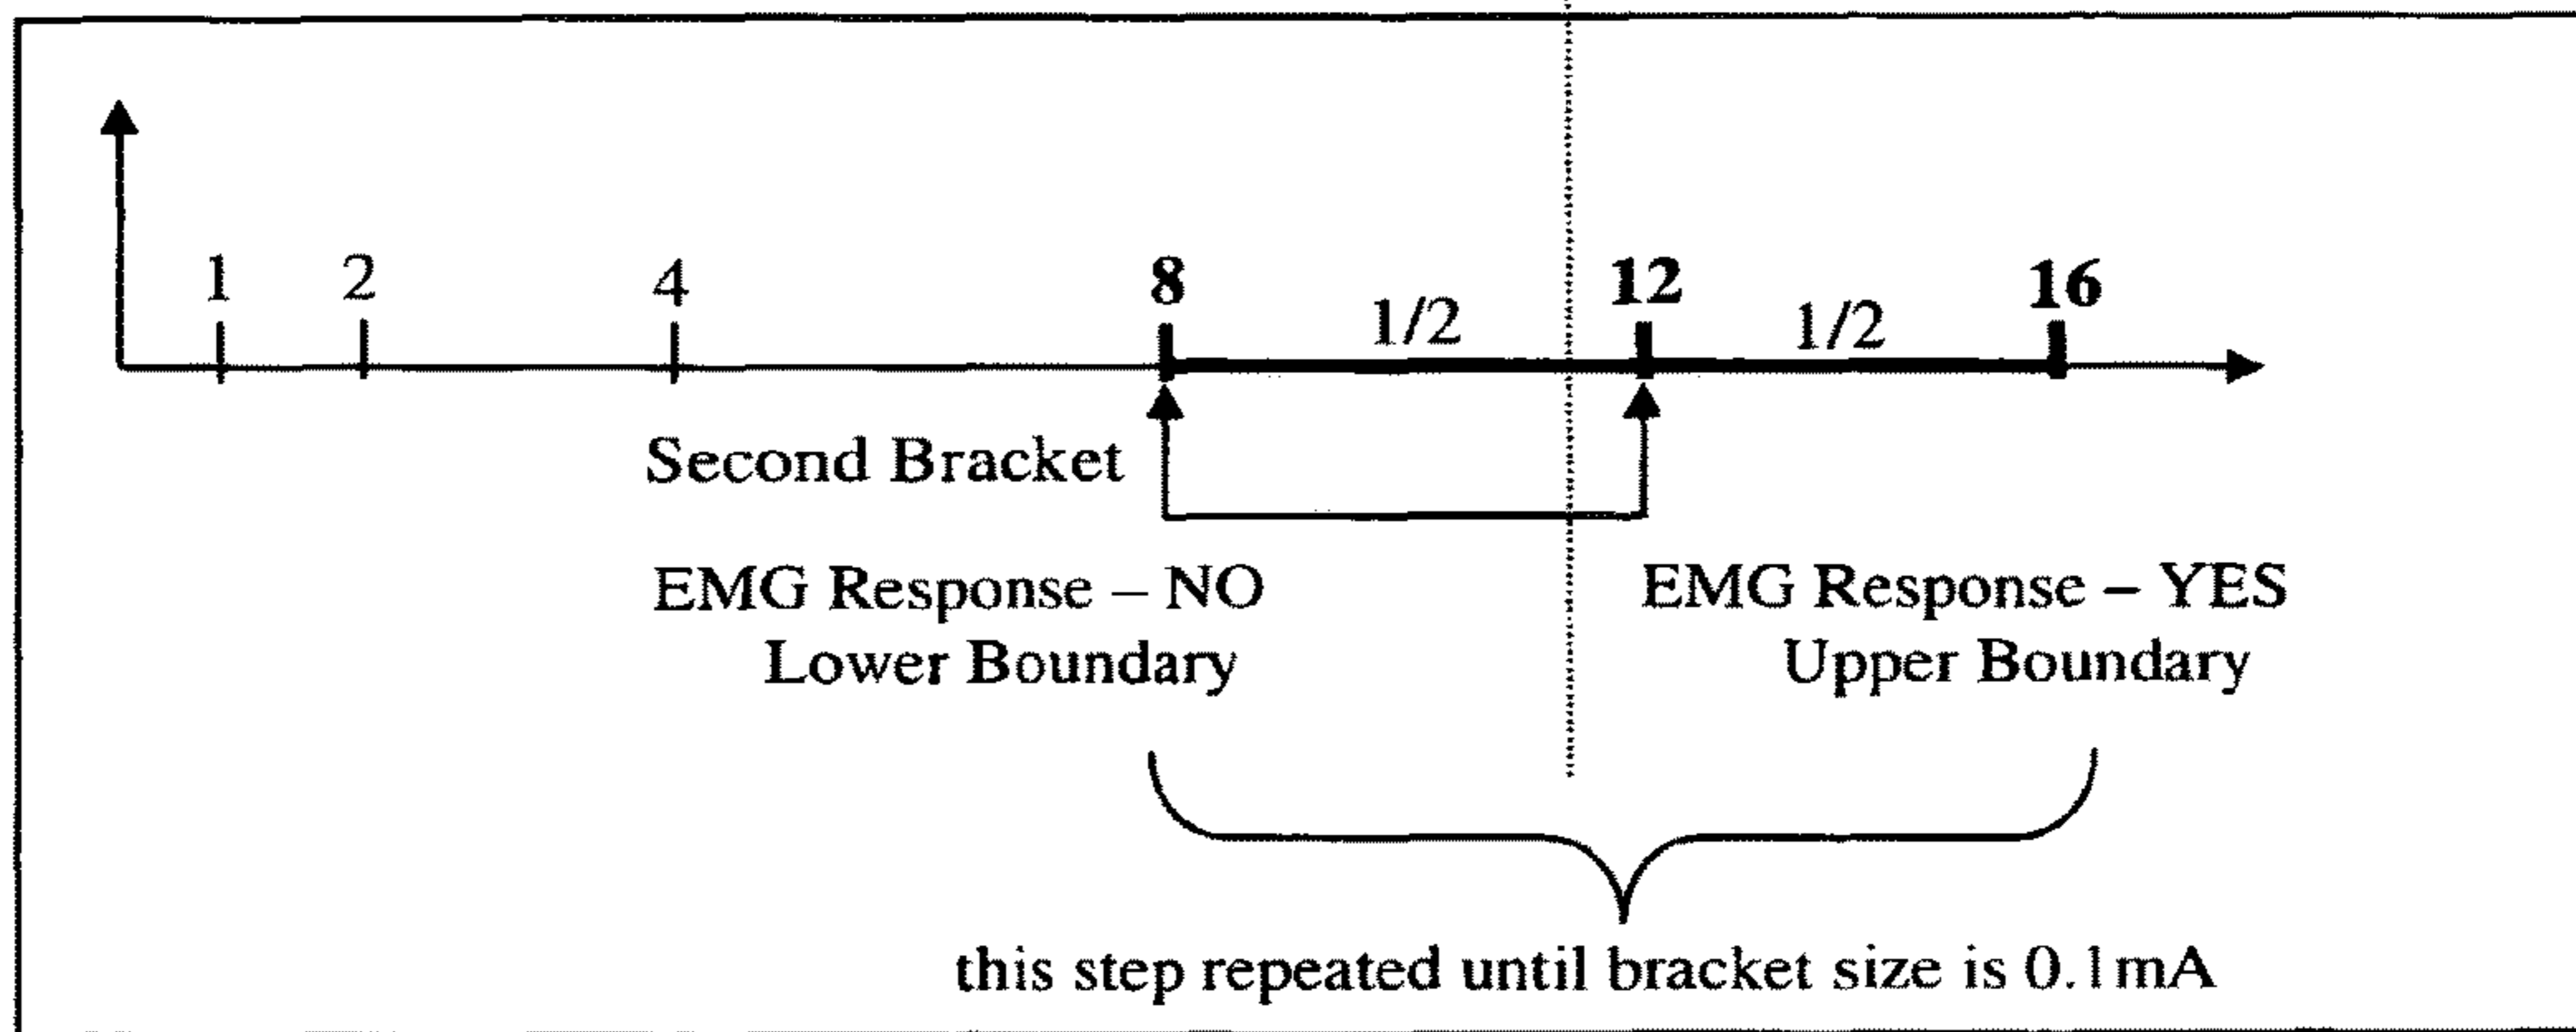 1 2 4 8 12 16
1/2 1/2
Second Bracket
EMG Response – NO
Lower Boundary
EMG Response – YES
Upper Boundary
this step repeated until bracket size is 0.1mA